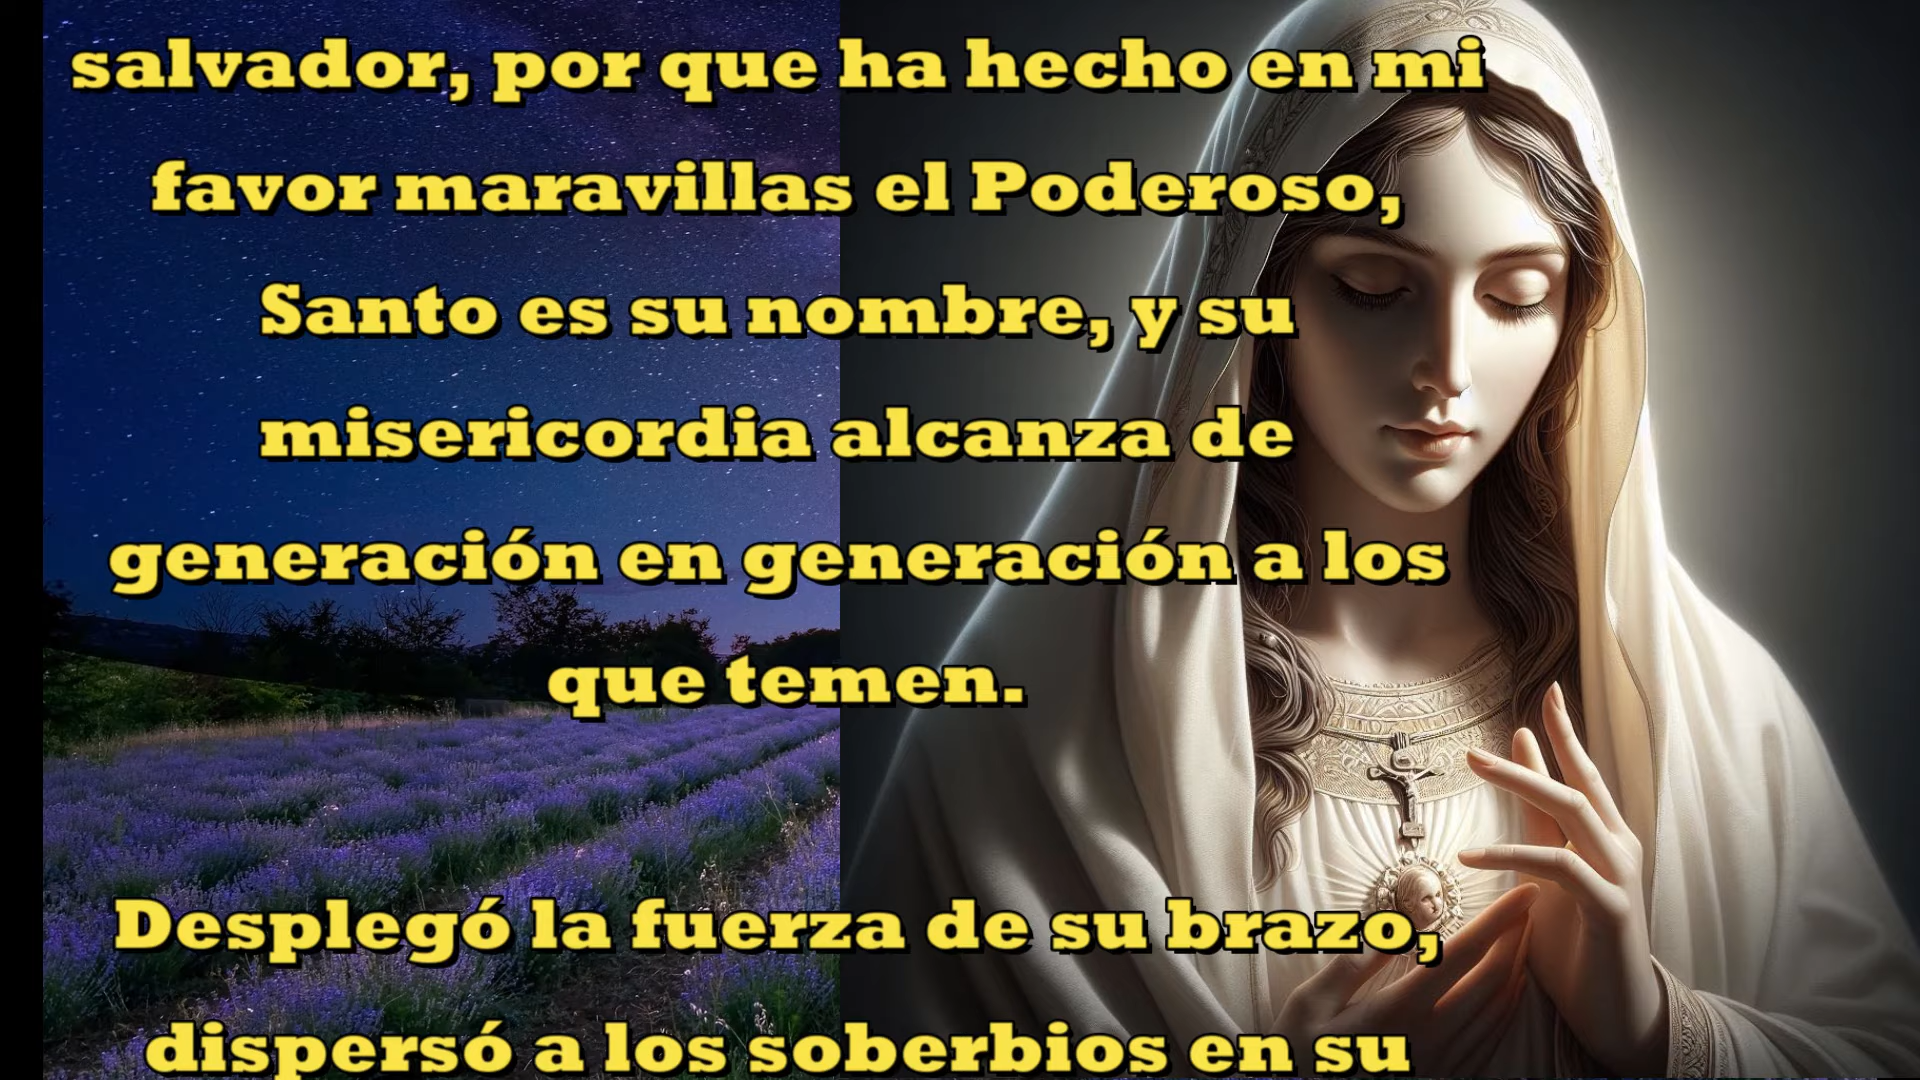 salvador, por que ha hecho en mi
favor maravillas el Poderoso,
Santo es su nombre, y su
misericordia alcanza de
generación en generación a los
que temen.
Desplegó la fuerza de su brazo,
dispersó a los soberbios en su